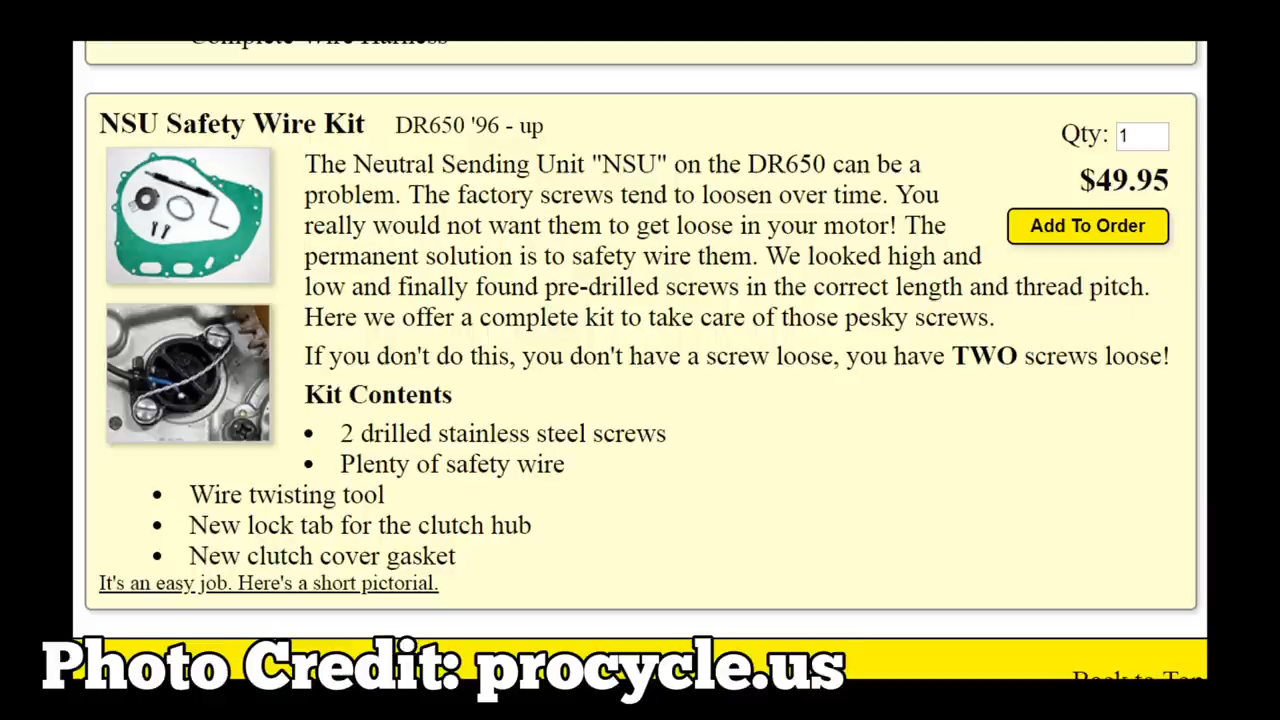 Complete Wire Harness
NSU Safety Wire Kit DR650 '96 - up
Qty: 1
$49.95
Add To Order
The Neutral Sending Unit "NSU" on the DR650 can be a
problem. The factory screws tend to loosen over time. You
really would not want them to get loose in your motor! The
permanent solution is to safety wire them. We looked high and
low and finally found pre-drilled screws in the correct length and thread pitch.
Here we offer a complete kit to take care of those pesky screws.
If you don't do this, you don't have a screw loose, you have TWO screws loose!
Kit Contents
• 2 drilled stainless steel screws
• Plenty of safety wire
• Wire twisting tool
• New lock tab for the clutch hub
• New clutch cover gasket
It's an easy job. Here's a short pictorial.
Back to Top
Photo Credit: procycle.us